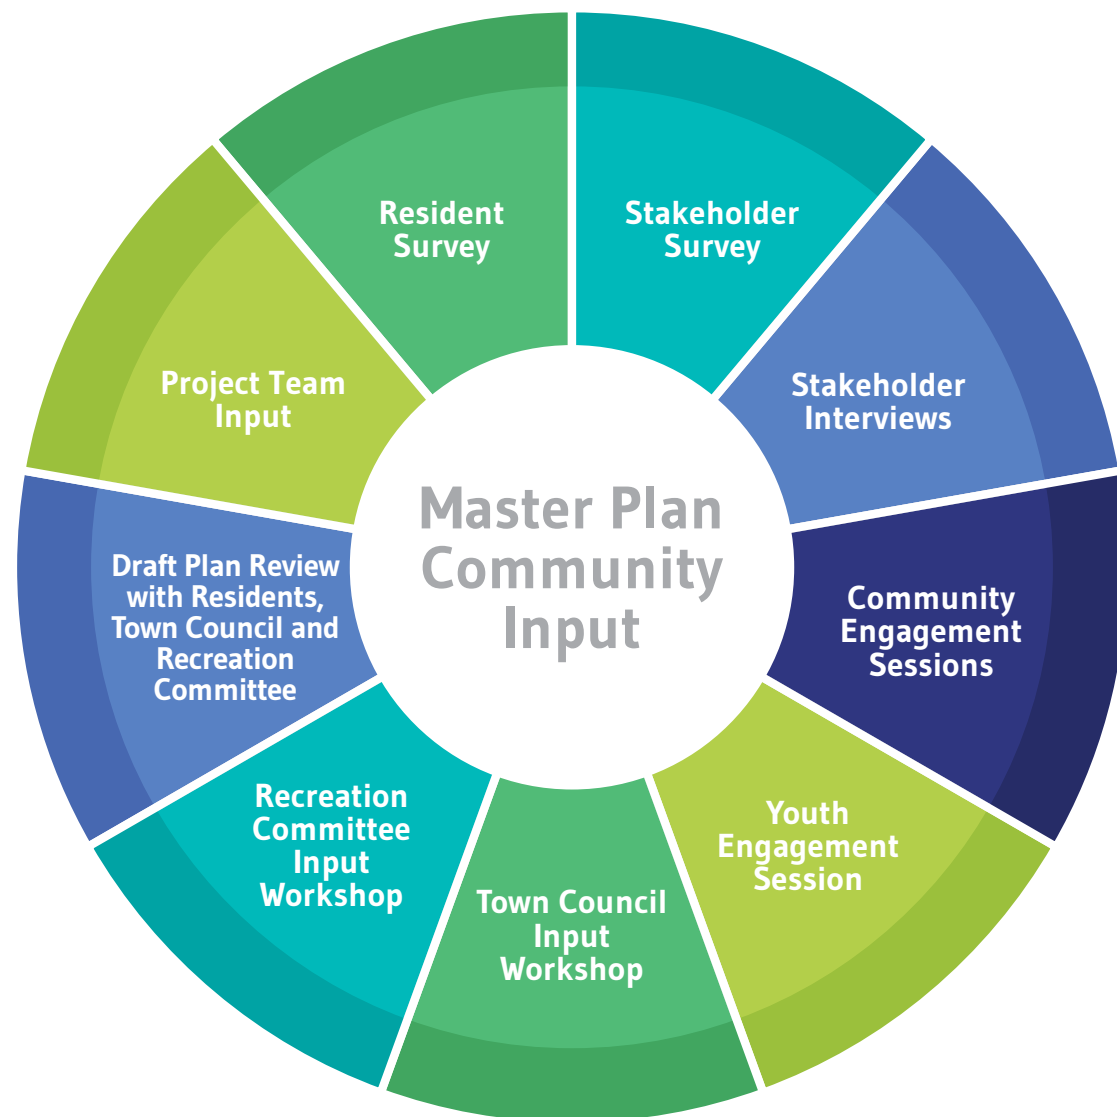 Master Plan
Community
Input
Stakeholder
Survey
Stakeholder
Interviews
Community
Engagement
Sessions
Youth
Engagement
Session
Town Council
Input
Workshop
Recreation
Committee
Input
Workshop
Draft Plan Review
with Residents,
Town Council and
Recreation
Committee
Project Team
Input
Resident
Survey